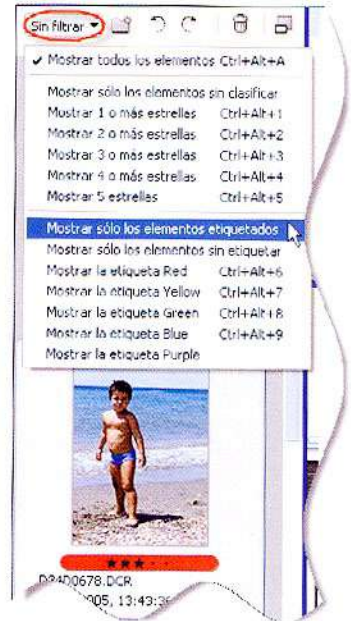 Sin filtrar
✓ Mostrar todos los elementos Ctrl+Alt+A
Mostrar sólo los elementos sin clasificar
Mostrar 1 o más estrellas Ctrl+Alt+1
Mostrar 2 o más estrellas Ctrl+Alt+2
Mostrar 3 o más estrellas Ctrl+Alt+3
Mostrar 4 o más estrellas Ctrl+Alt+4
Mostrar 5 estrellas Ctrl+Alt+5
Mostrar sólo los elementos etiquetados
Mostrar sólo los elementos sin etiquetar
Mostrar la etiqueta Red Ctrl+Alt+6
Mostrar la etiqueta Yellow Ctrl+Alt+7
Mostrar la etiqueta Green Ctrl+Alt+8
Mostrar la etiqueta Blue Ctrl+Alt+9
Mostrar la etiqueta Purple
★★★
005, 13:43:3